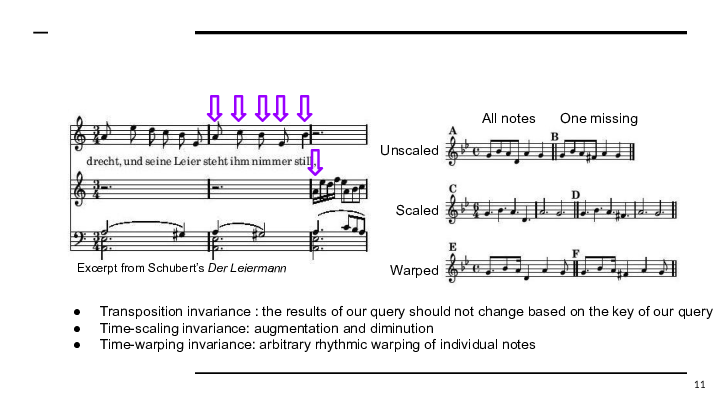 All notes One missing
A B
Unscaled
drecht, und seine Leier steht ihm nimmer still,
C D
Scaled
E F
Warped
Excerpt from Schubert's Der Leiermann
● Transposition invariance : the results of our query should not change based on the key of our query
● Time-scaling invariance: augmentation and diminution
● Time-warping invariance: arbitrary rhythmic warping of individual notes
11